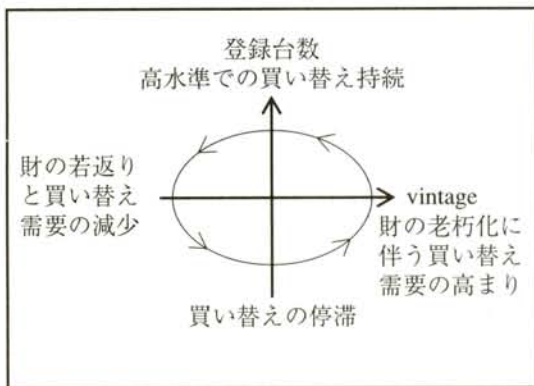 登録台数
高水準での買い替え持続
財の若返り
と買い替え
需要の減少
vintage
財の老朽化に
伴う買い替え
需要の高まり
買い替えの停滞